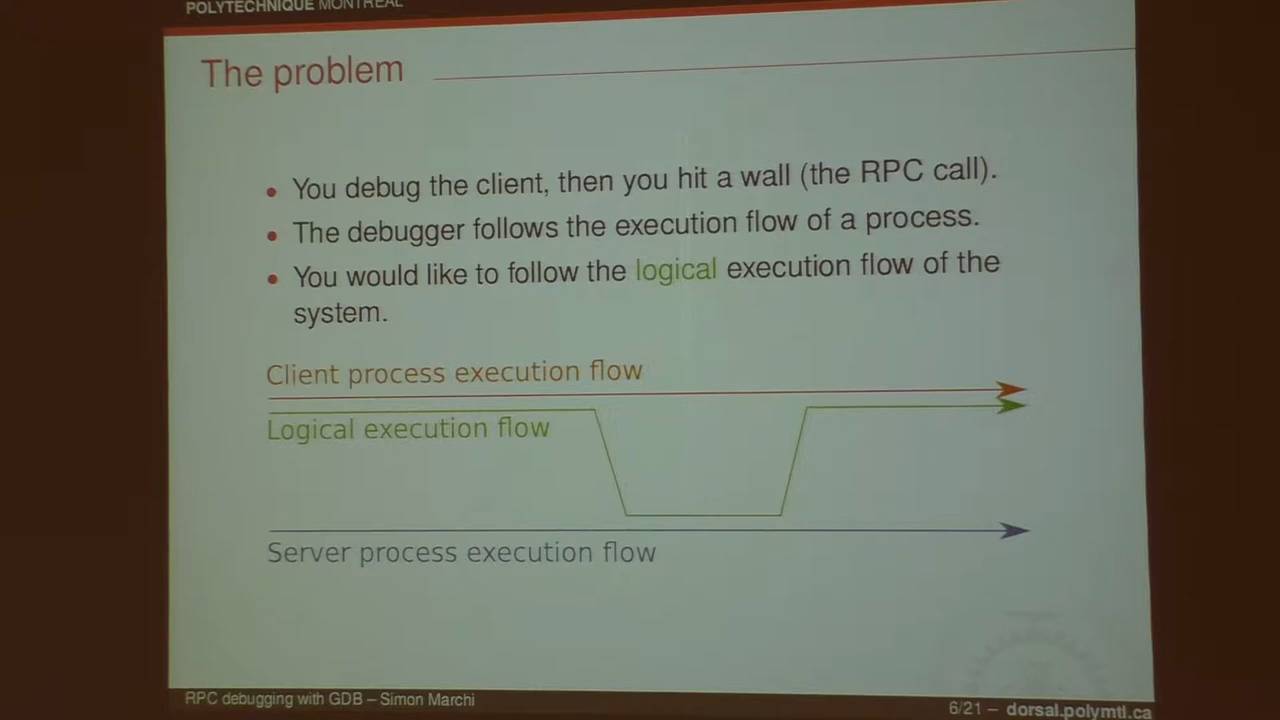 POLYTECHNIQUE MONTRÉAL
The problem
• You debug the client, then you hit a wall (the RPC call).
• The debugger follows the execution flow of a process.
• You would like to follow the logical execution flow of the
system.
Client process execution flow
Logical execution flow
Server process execution flow
RPC debugging with GDB – Simon Marchi
6/21 – dorsal.polymtl.ca